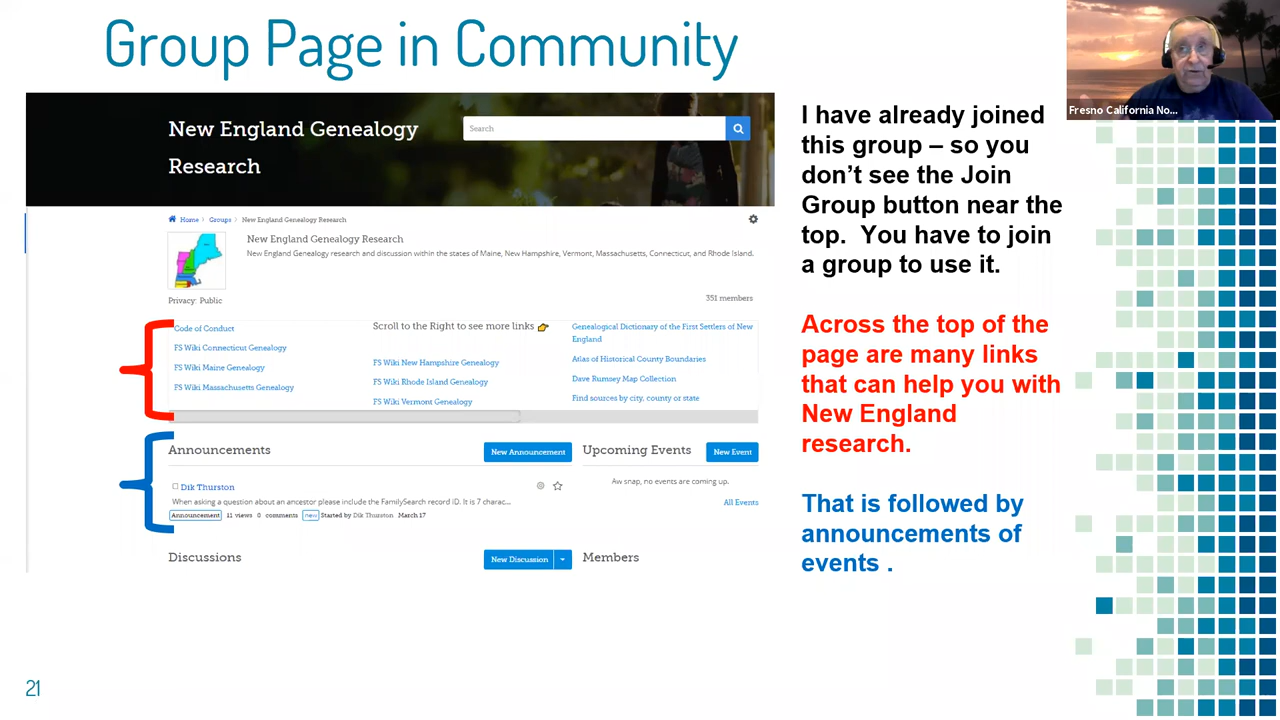 Group Page in Community
Fresno California No...
New England Genealogy
Research
Search
Home
Groups
New England Genealogy Research
New England Genealogy Research
New England Genealogy research and discussion within the states of Maine, New Hampshire, Vermont, Massachusetts, Connecticut, and Rhode Island.
Privacy: Public
351 members
Code of Conduct
FS Wiki Connecticut Genealogy
FS Wiki Maine Genealogy
FS Wiki Massachusetts Genealogy
Scroll to the Right to see more links
FS Wiki New Hampshire Genealogy
FS Wiki Rhode Island Genealogy
FS Wiki Vermont Genealogy
Genealogical Dictionary of the First Settlers of New
England
Atlas of Historical County Boundaries
Dave Rumsey Map Collection
Find sources by city, county or state
Announcements
New Announcement
Dik Thurston
When asking a question about an ancestor please include the FamilySearch record ID. It is 7 charac...
Announcement 11 views 0 comments new Started by Dik Thurston March 17
Upcoming Events
New Event
Aw snap, no events are coming up.
All Events
Discussions
New Discussion
Members
I have already joined
this group – so you
don't see the Join
Group button near the
top. You have to join
a group to use it.
Across the top of the
page are many links
that can help you with
New England
research.
That is followed by
announcements of
events .
21